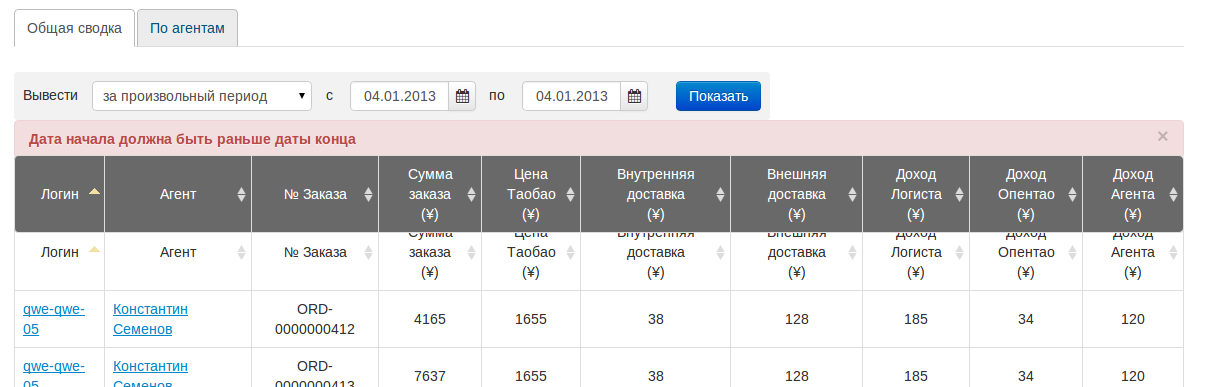 Общая сводка По агентам
Вывести за произвольный период с 04.01.2013 по 04.01.2013 Показать
Дата начала должна быть раньше даты конца ×
Логин Агент № Заказа Сумма заказа (¥) Цена Таобао (¥) Внутренняя доставка (¥) Внешняя доставка (¥) Доход Логиста (¥) Доход Опентао (¥) Доход Агента (¥)
Логин Агент № Заказа Сумма заказа (¥) Цена Таобао (¥) Внутренняя доставка (¥) Внешняя доставка (¥) Доход Логиста (¥) Доход Опентао (¥) Доход Агента (¥)
qwe-qwe-05 Константин Семенов ORD-0000000412 4165 1655 38 128 185 34 120
qwe-qwe-05 Константин Семенов ORD-0000000413 7637 1655 38 128 185 34 120